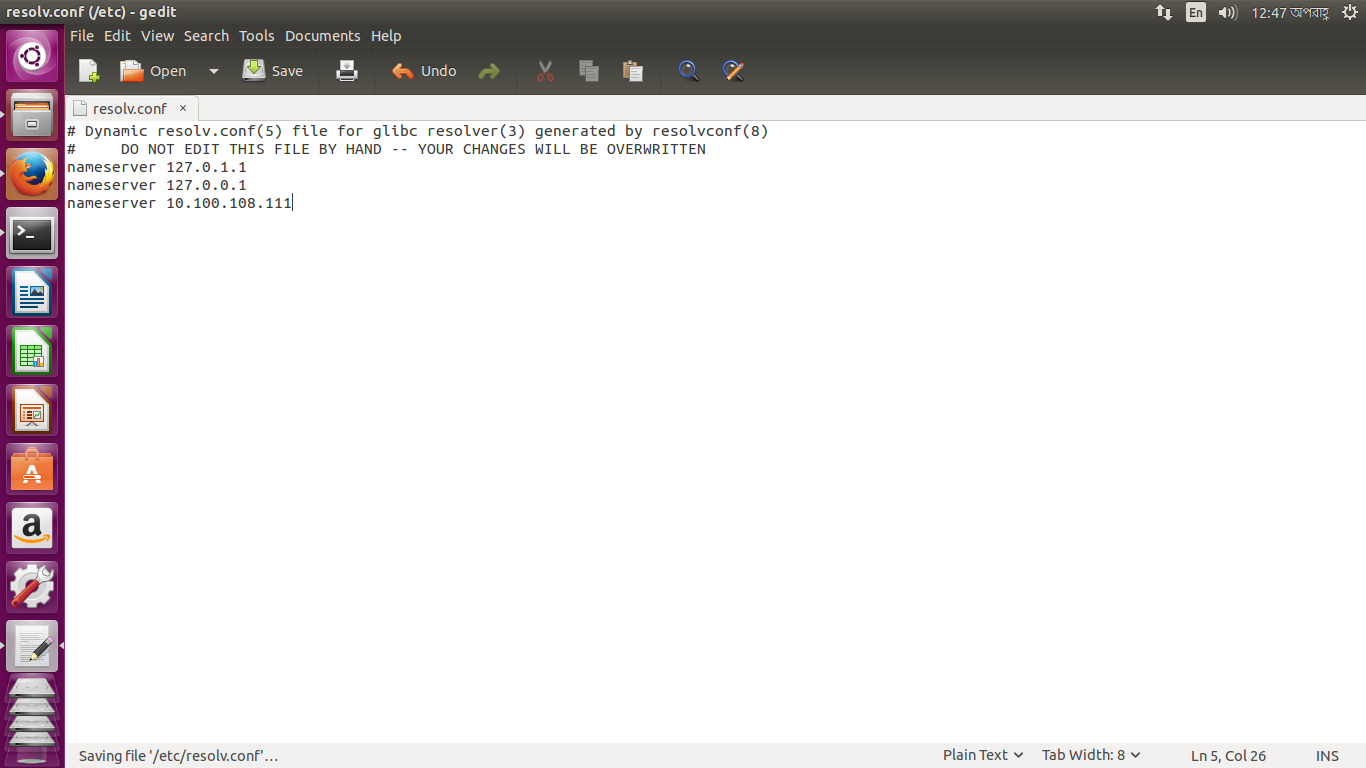 resolv.conf (/etc) - gedit
En 12:47 অপরাহ্ণ
File Edit View Search Tools Documents Help
Open Save Undo
resolv.conf ×
# Dynamic resolv.conf(5) file for glibc resolver(3) generated by resolvconf(8)
#     DO NOT EDIT THIS FILE BY HAND -- YOUR CHANGES WILL BE OVERWRITTEN
nameserver 127.0.1.1
nameserver 127.0.0.1
nameserver 10.100.108.111
Saving file '/etc/resolv.conf'… Plain Text Tab Width: 8 Ln 5, Col 26 INS